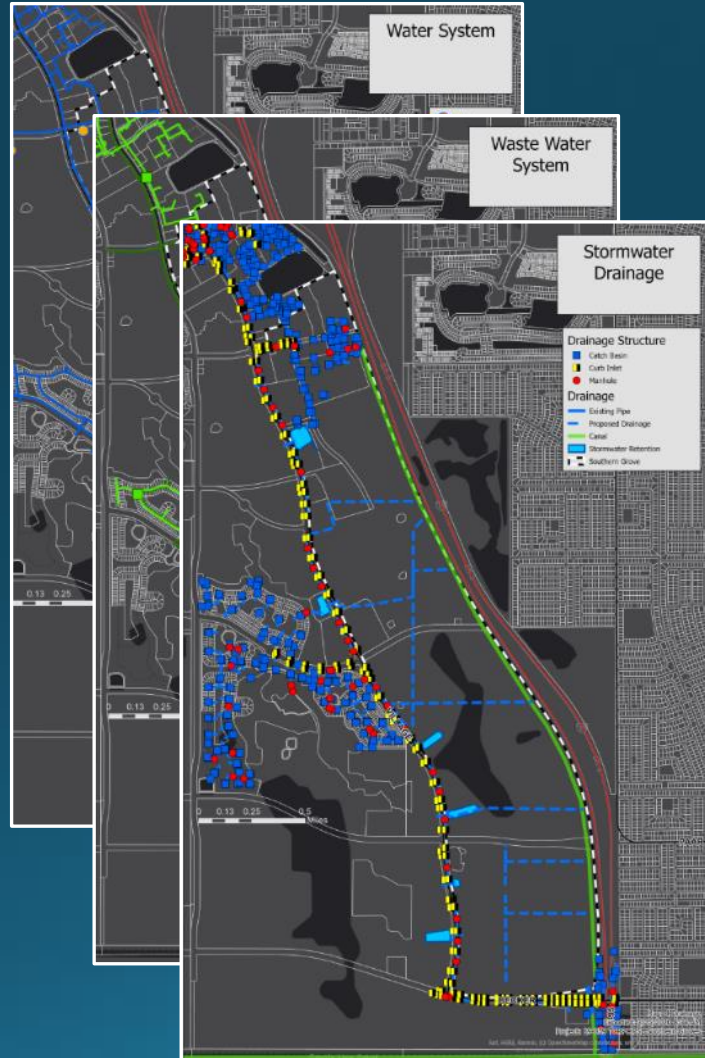 Water System
Waste Water
System
Stormwater
Drainage
Drainage Structure
Catch Basin
Curb Inlet
Manhole
Drainage
Existing Pipe
Proposed Drainage
Canal
Stormwater Retention
Southern Grove
0.13 0.25
0 0.13 0.25
0 0.13 0.25 0.5
Miles